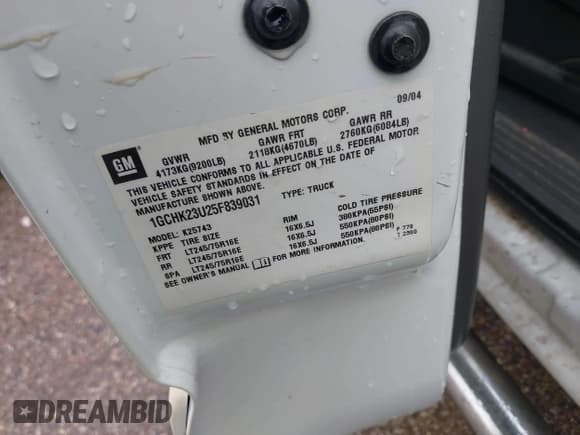 MFD BY GENERAL MOTORS CORP. 09/04
GM
GVWR GAWR FRT GAWR RR
4173KG(9200LB) 2118KG(4670LB) 2760KG(6084LB)
THIS VEHICLE CONFORMS TO ALL APPLICABLE U.S. FEDERAL MOTOR
VEHICLE SAFETY STANDARDS IN EFFECT ON THE DATE OF
MANUFACTURE SHOWN ABOVE.
1GCHK23U25F839031 TYPE: TRUCK
MODEL: K25743
KPPE TIRE SIZE RIM COLD TIRE PRESSURE
FRT LT245/75R16E 16X6.5J 380KPA(55PSI)
RR LT245/75R16E 16X6.5J 550KPA(80PSI)
SPA LT245/75R16E 16X6.5J 550KPA(80PSI)
SEE OWNER'S MANUAL FOR MORE INFORMATION.
DREAMBID